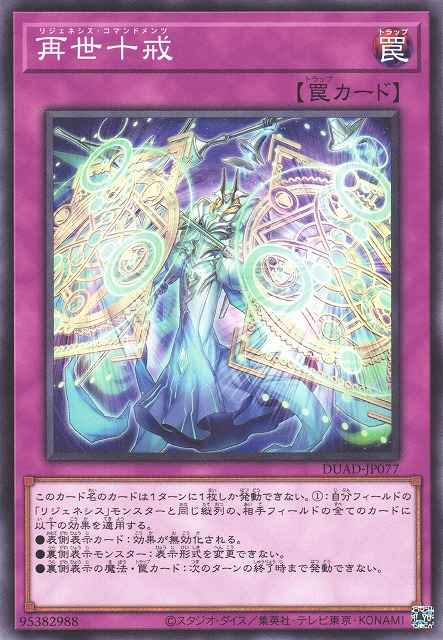 リジェネシス・コマンドメンツ
再世十戒
トラップ
罠
トラップ
【罠カード】
DUAD-JP077
このカード名のカードは1ターンに1枚しか発動できない。①:自分フィールドの
「リジェネシス」モンスターと同じ縦列の、相手フィールドの全てのカードに
以下の効果を適用する。
●表側表示カード:効果が無効化される。
●裏側表示モンスター:表示形式を変更できない。
●裏側表示の魔法・罠カード:次のターンの終了時まで発動できない。
95382988
©スタジオ・ダイス/集英社・テレビ東京・KONAMI